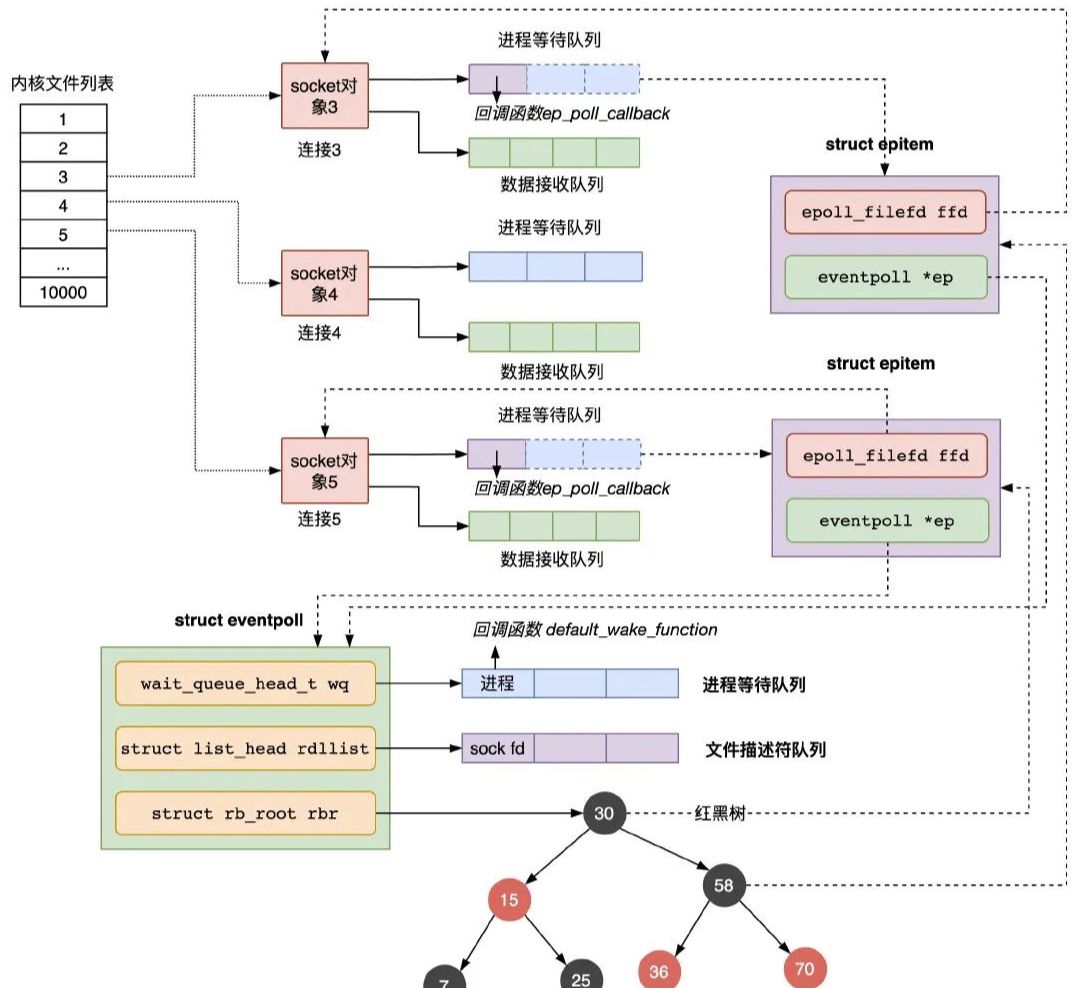 进程等待队列
内核文件列表
1
2
3
4
5
...
10000
socket对
象3
连接3
回调函数ep_poll_callback
数据接收队列
struct epitem
epoll_filefd ffd
eventpoll *ep
进程等待队列
socket对
象4
连接4
数据接收队列
struct epitem
进程等待队列
socket对
象5
连接5
回调函数ep_poll_callback
数据接收队列
epoll_filefd ffd
eventpoll *ep
struct eventpoll
回调函数 default_wake_function
wait_queue_head_t wq
进程
进程等待队列
struct list_head rdllist
sock fd
文件描述符队列
struct rb_root rbr
30
红黑树
15
58
7
25
36
70